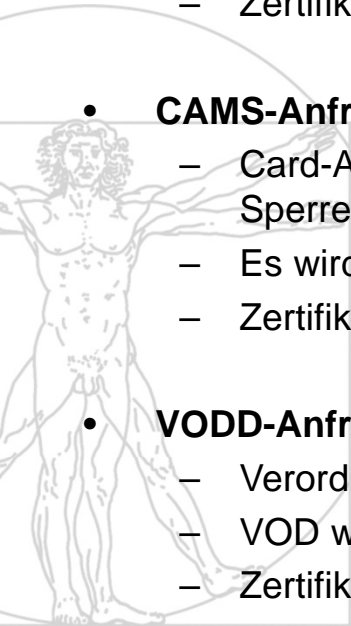 – Zertifik
• CAMS-Anfr
– Card-A
Sperre
– Es wird
– Zertifik
• VODD-Anfr
– Verord
– VOD w
– Zertifik